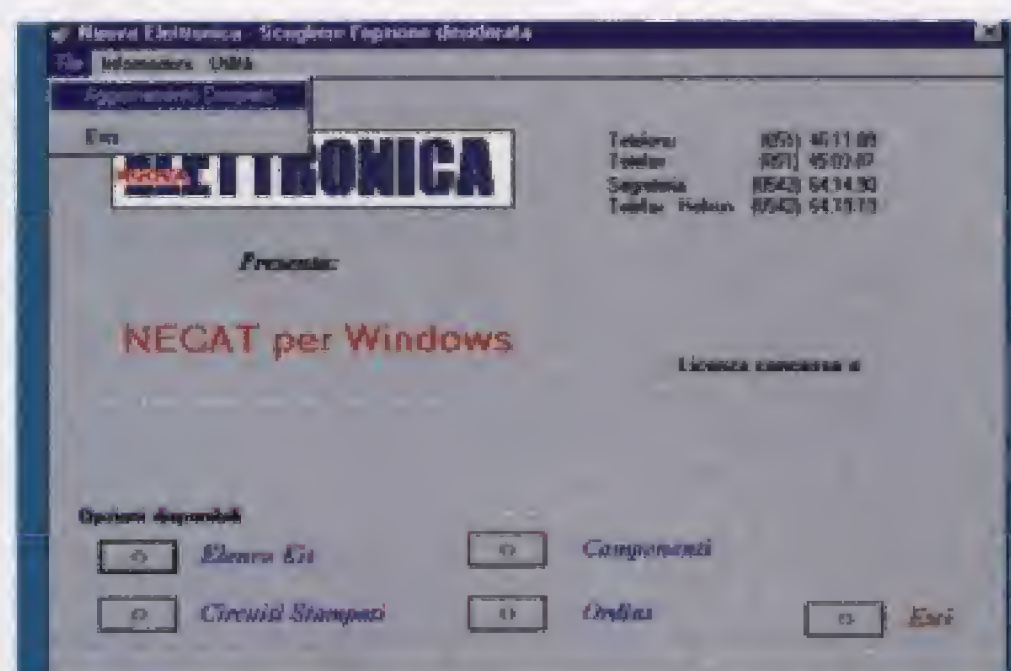 Nuova Elettronica - Scegliere l'opzione desiderata
File Informazioni Utilità
Aggiornamento
Esci
NUOVA ELETTRONICA
Telefono (051) 46.11.09
Telefax (051) 45.03.87
Segreteria (0542) 64.14.90
Telefax (0542) 64.19.19
Presenta:
NECAT per Windows
Licenza concessa a
Opzioni disponibili
Elenco Kit
Componenti
Circuiti Stampati
Ordine
Esci